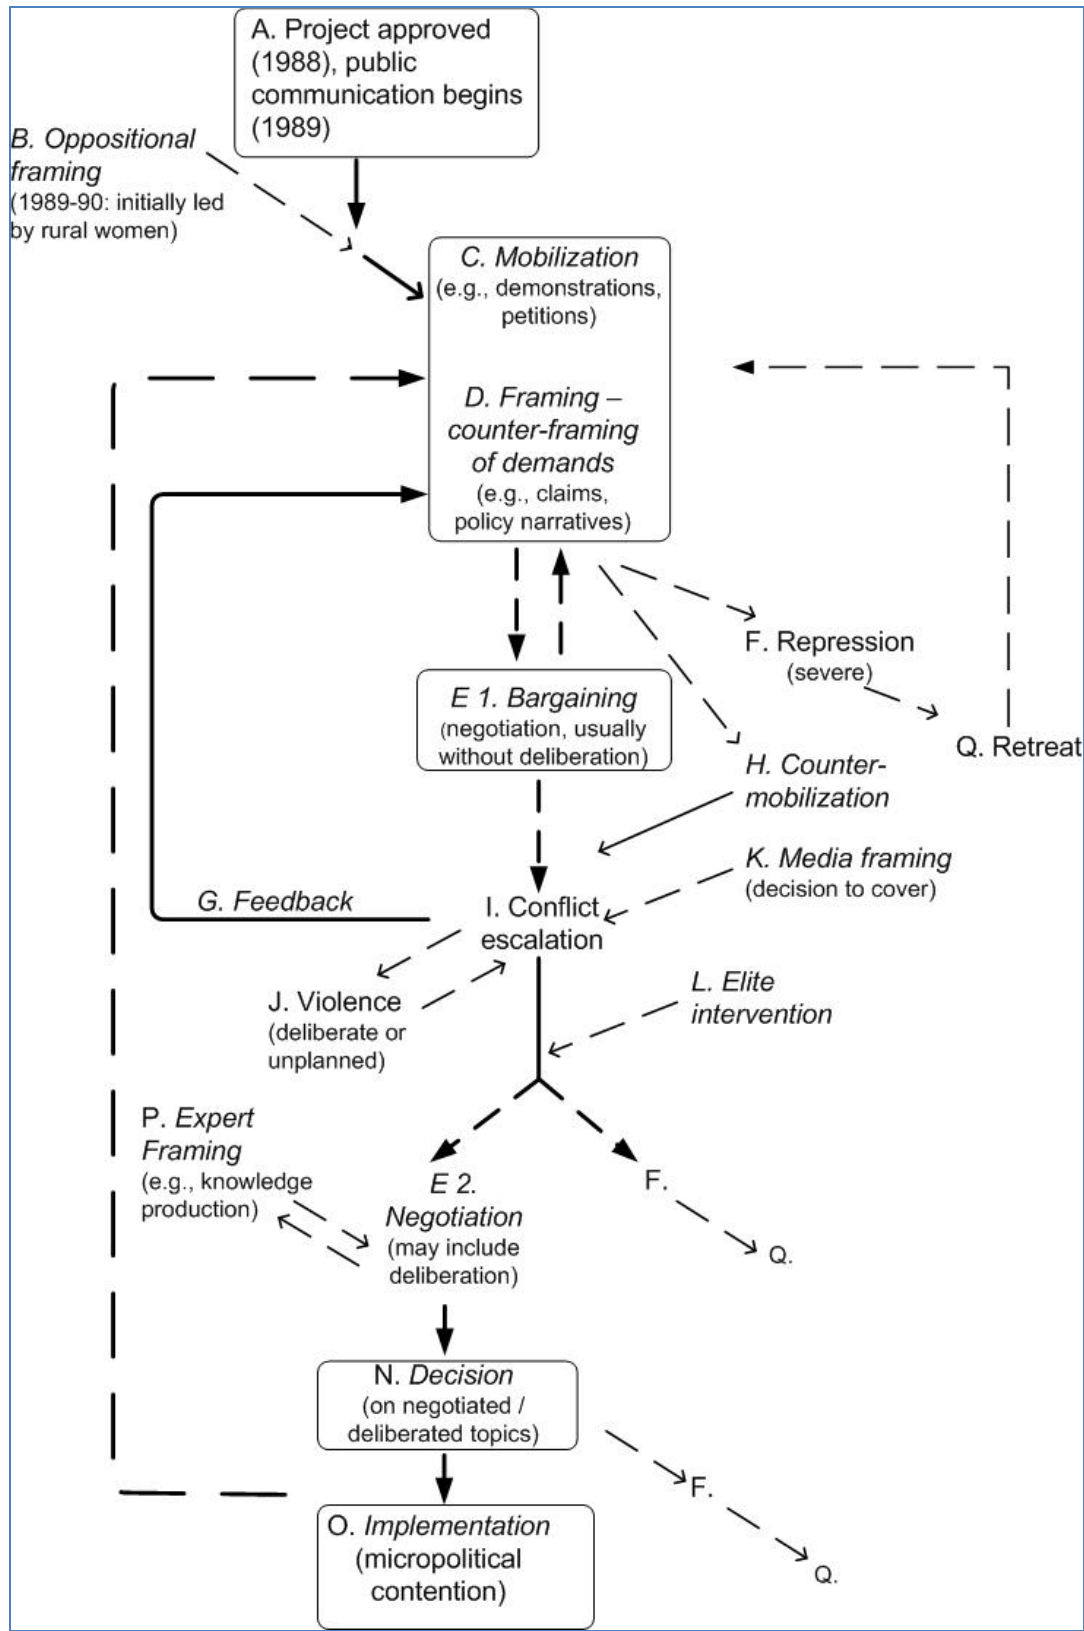 A. Project approved
(1988), public
communication begins
(1989)
B. Oppositional
framing
(1989-90: initially led
by rural women)
C. Mobilization
(e.g., demonstrations,
petitions)
D. Framing –
counter-framing
of demands
(e.g., claims,
policy narratives)
F. Repression
(severe)
E 1. Bargaining
(negotiation, usually
without deliberation)
Q. Retreat
H. Counter-
mobilization
K. Media framing
(decision to cover)
G. Feedback
I. Conflict
escalation
L. Elite
intervention
J. Violence
(deliberate or
unplanned)
P. Expert
Framing
(e.g., knowledge
production)
E 2.
Negotiation
(may include
deliberation)
F.
Q.
N. Decision
(on negotiated /
deliberated topics)
F.
Q.
O. Implementation
(micropolitical
contention)